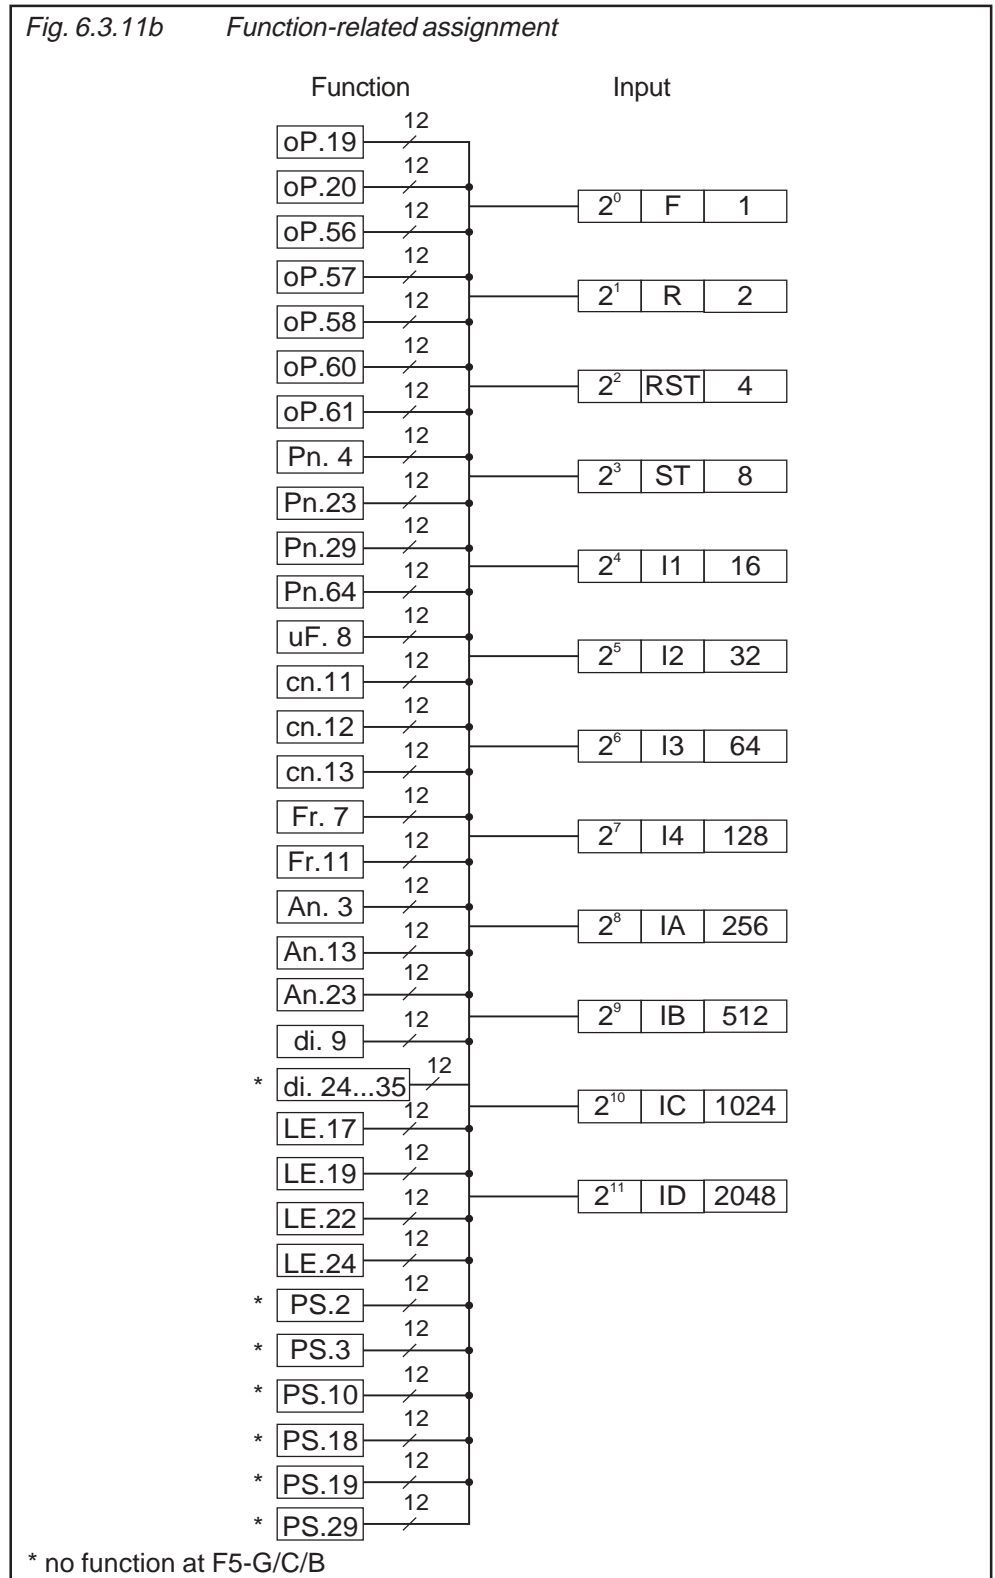 Fig. 6.3.11b Function-related assignment
Function Input
12
oP.19
12
oP.20
2⁰ F 1
12
oP.56
12
oP.57
2¹ R 2
12
oP.58
12
oP.60
2² RST 4
12
oP.61
12
Pn. 4
2³ ST 8
12
Pn.23
12
Pn.29
2⁴ I1 16
12
Pn.64
12
uF. 8
2⁵ I2 32
12
cn.11
12
cn.12
2⁶ I3 64
12
cn.13
12
Fr. 7
2⁷ I4 128
12
Fr.11
12
An. 3
2⁸ IA 256
12
An.13
12
An.23
2⁹ IB 512
12
di. 9
12
* di. 24...35
2¹⁰ IC 1024
12
LE.17
12
LE.19
2¹¹ ID 2048
12
LE.22
12
LE.24
12
* PS.2
12
* PS.3
12
* PS.10
12
* PS.18
12
* PS.19
12
* PS.29
* no function at F5-G/C/B